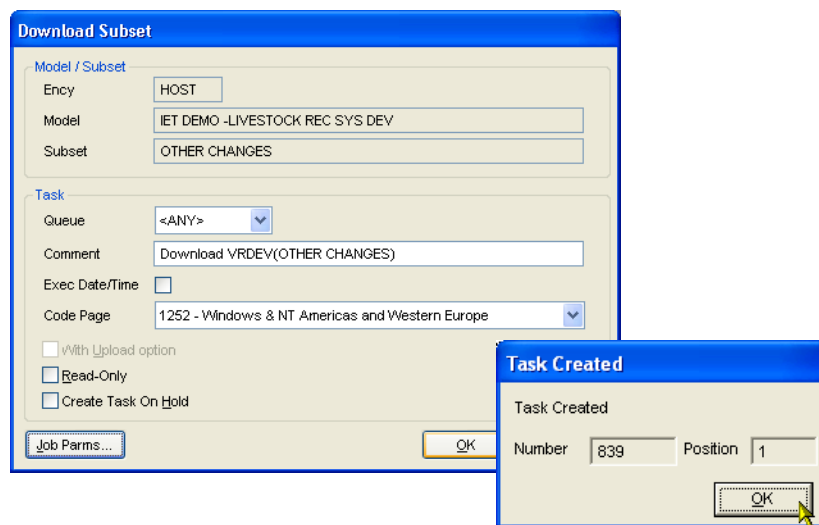 Download Subset
Model / Subset
Ency HOST
Model IET DEMO -LIVESTOCK REC SYS DEV
Subset OTHER CHANGES
Task
Queue <ANY>
Comment Download VRDEV(OTHER CHANGES)
Exec Date/Time
Code Page 1252 - Windows & NT Americas and Western Europe
With Upload option
Read-Only
Create Task On Hold
Job Parms... OK
Task Created
Task Created
Number 839 Position 1
OK